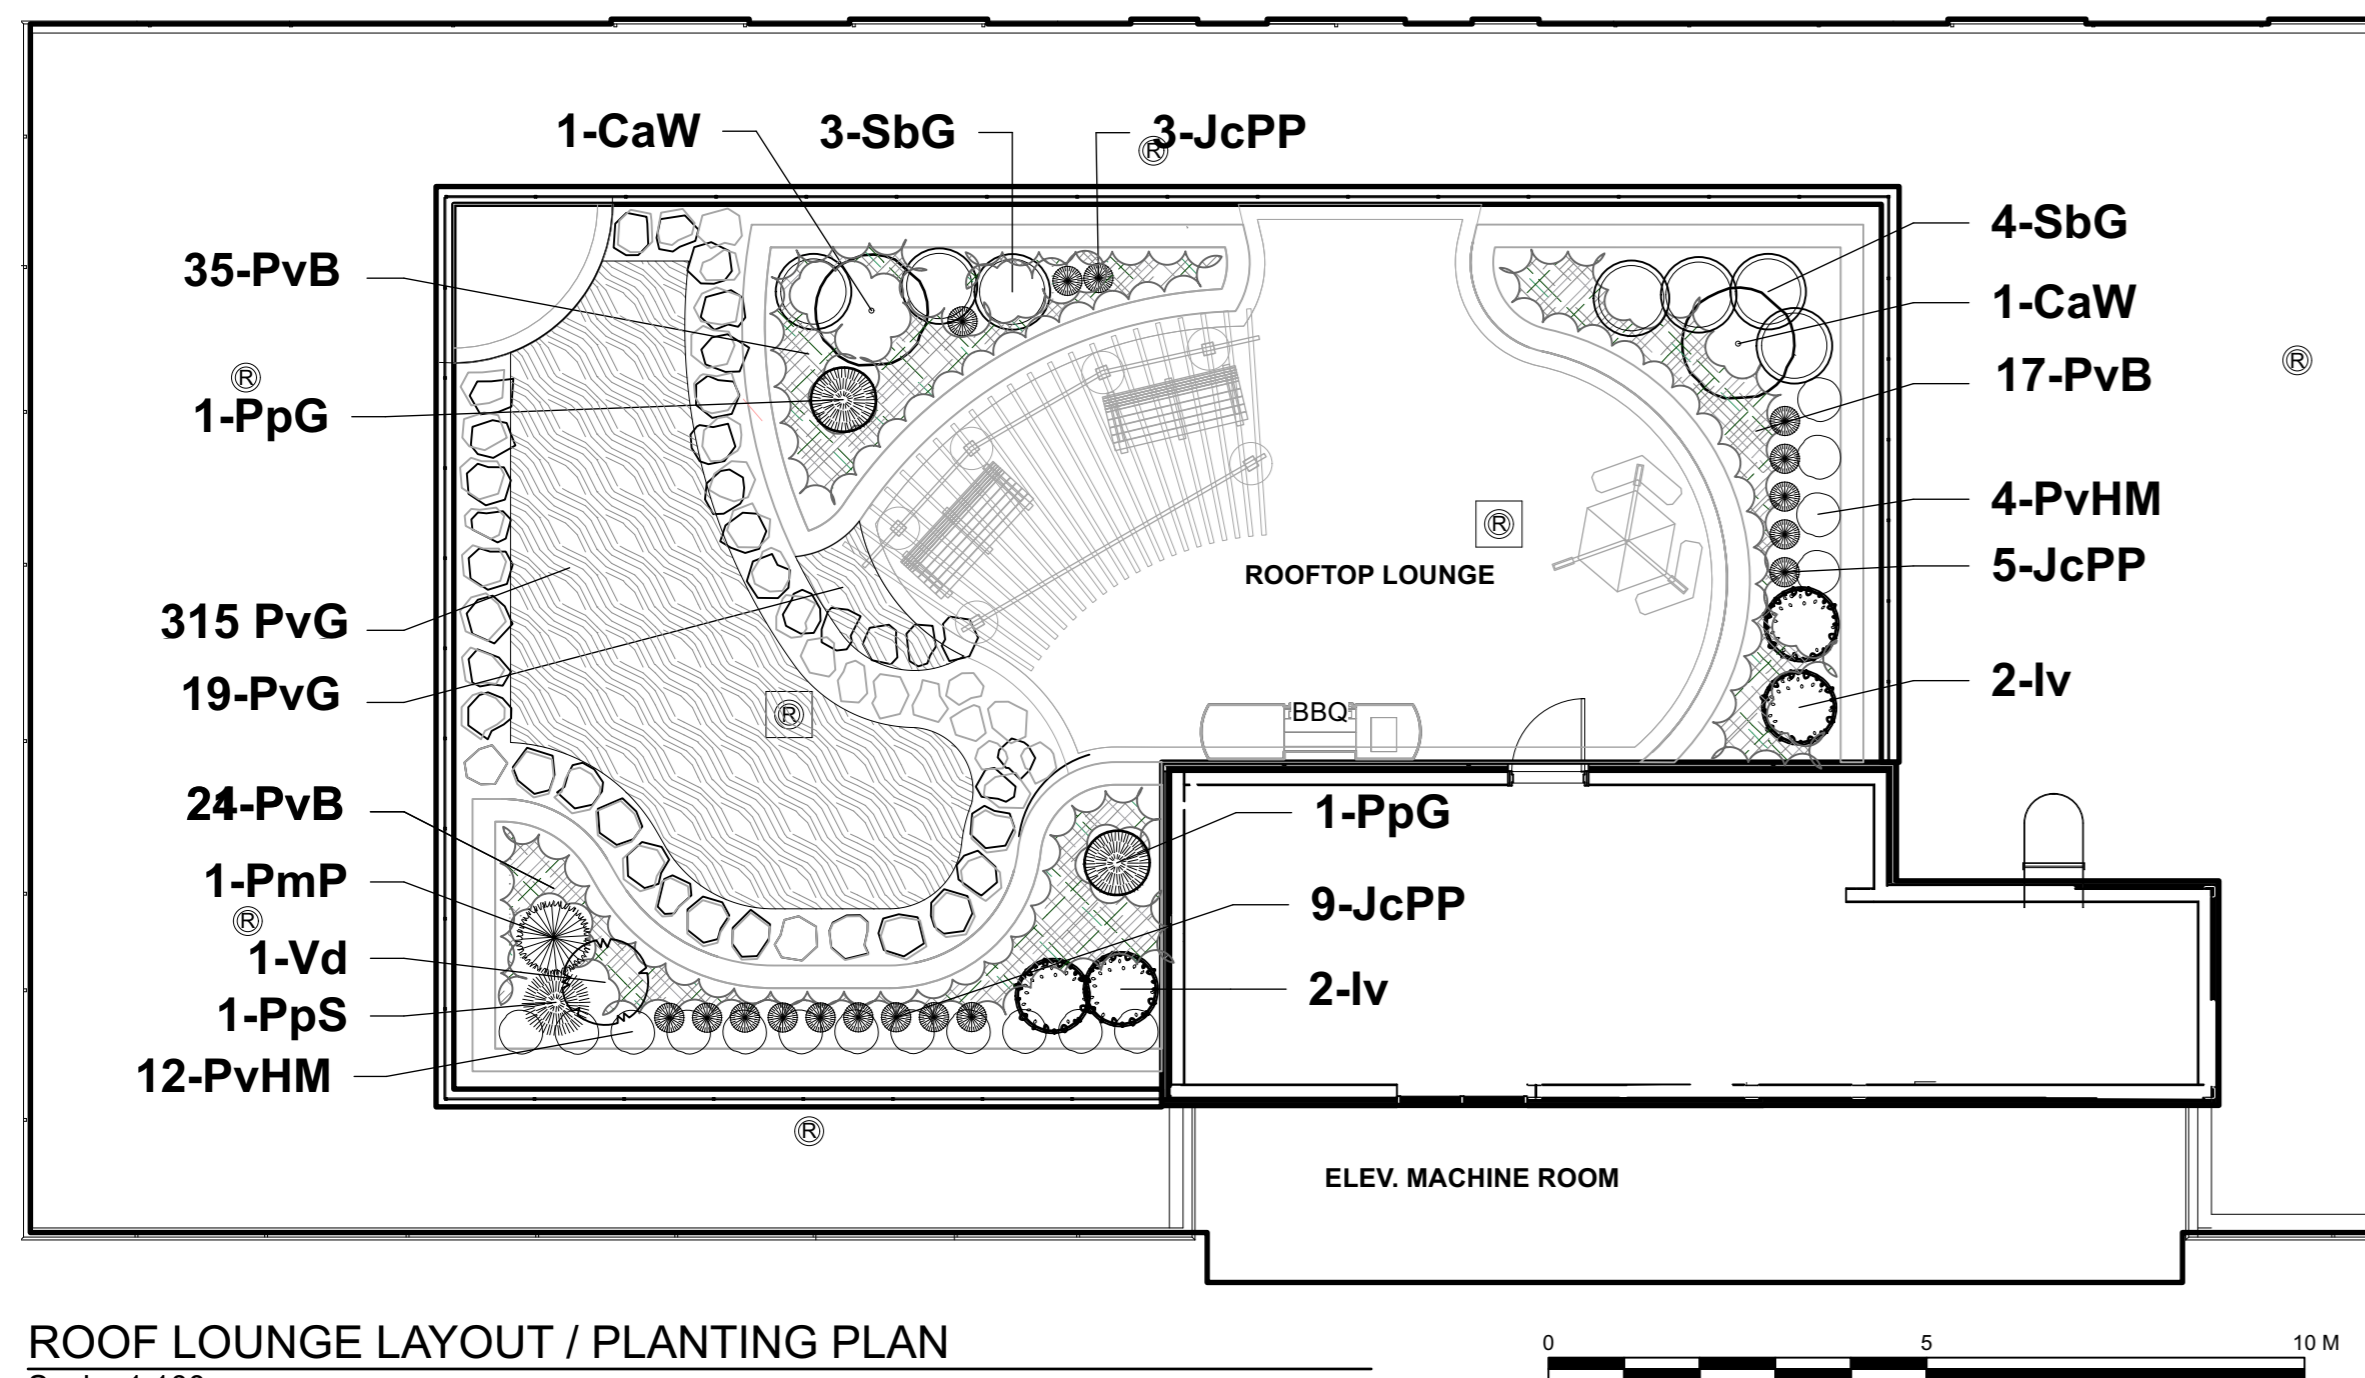 1-CaW
3-SbG
3-JcPP
R
4-SbG
35-PvB
1-CaW
R
R
17-PvB
1-PpG
4-PvHM
R
5-JcPP
ROOFTOP LOUNGE
315 PvG
2-Iv
19-PvG
R
BBQ
1-PpG
1-PmP
9-JcPP
R
1-Vd
2-Iv
1-PpS
12-PvHM
R
ELEV. MACHINE ROOM
ROOF LOUNGE LAYOUT / PLANTING PLAN
0 5 10 M